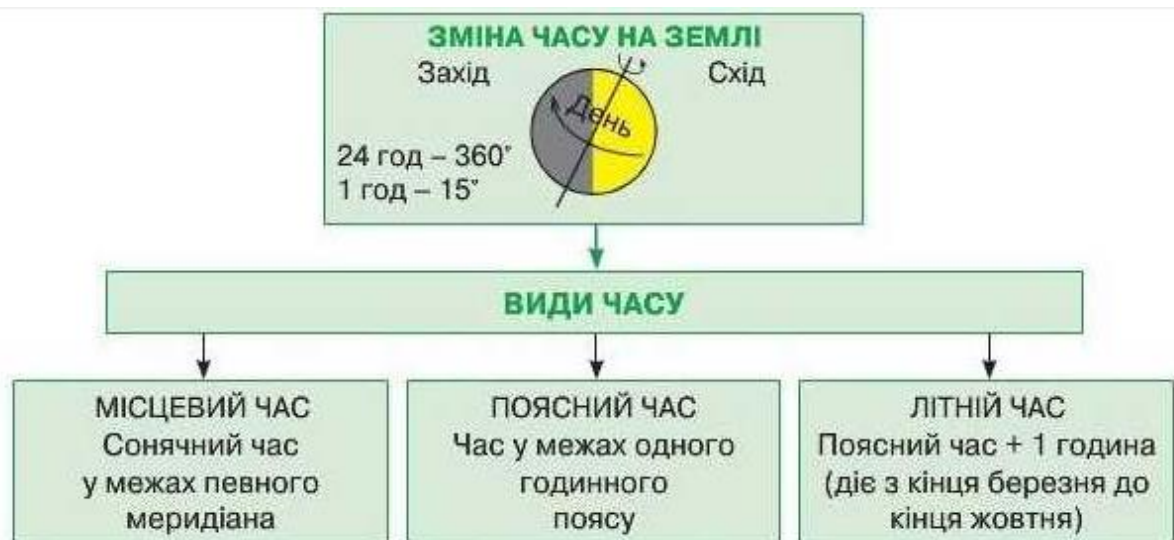 ЗМІНА ЧАСУ НА ЗЕМЛІ
Захід
Схід
День
24 год – 360°
1 год – 15°
ВИДИ ЧАСУ
МІСЦЕВИЙ ЧАС
Сонячний час
у межах певного
меридіана
ПОЯСНИЙ ЧАС
Час у межах одного
годинного
поясу
ЛІТНІЙ ЧАС
Поясний час + 1 година
(діє з кінця березня до
кінця жовтня)